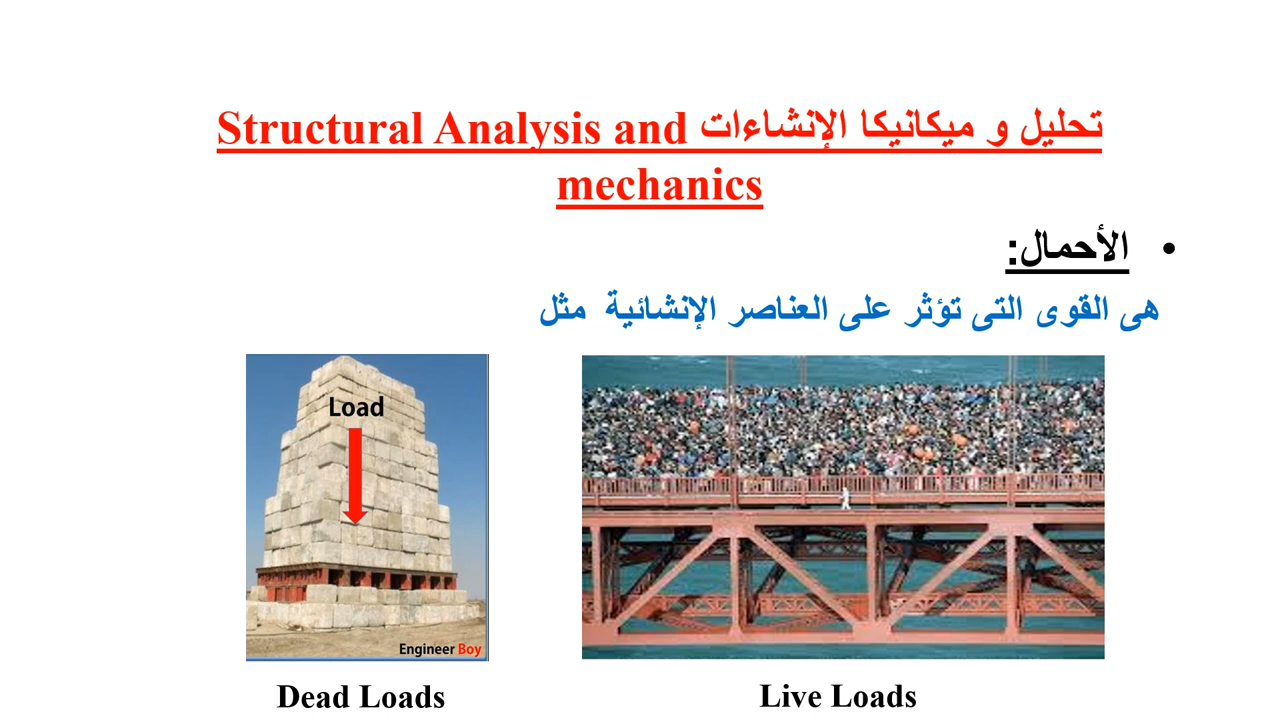 تحليل و ميكانيكا الإنشاءات Structural Analysis and
mechanics
• الأحمال:
هى القوى التى تؤثر على العناصر الإنشائية مثل
Load
Engineer Boy
Dead Loads
Live Loads